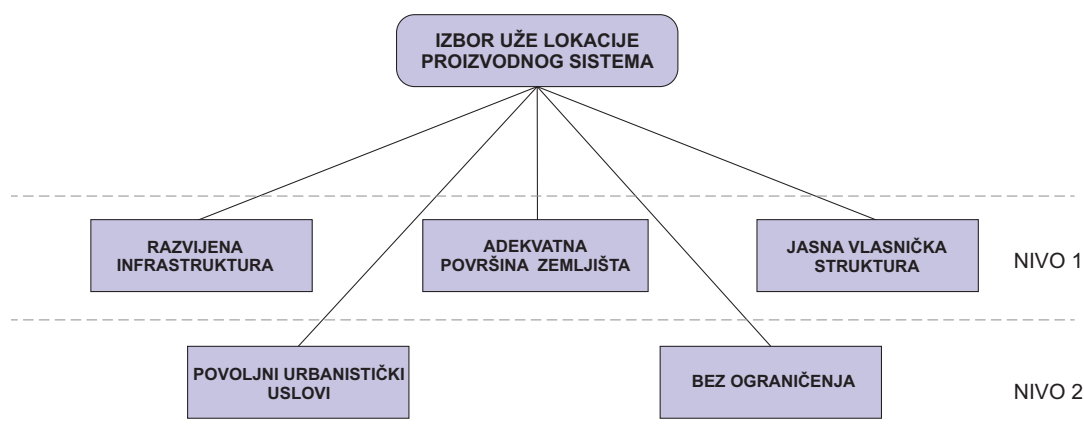 IZBOR UŽE LOKACIJE
PROIZVODNOG SISTEMA
RAZVIJENA
INFRASTRUKTURA
ADEKVATNA
POVRŠINA ZEMLJIŠTA
JASNA VLASNIČKA
STRUKTURA
NIVO 1
POVOLJNI URBANISTIČKI
USLOVI
BEZ OGRANIČENJA
NIVO 2